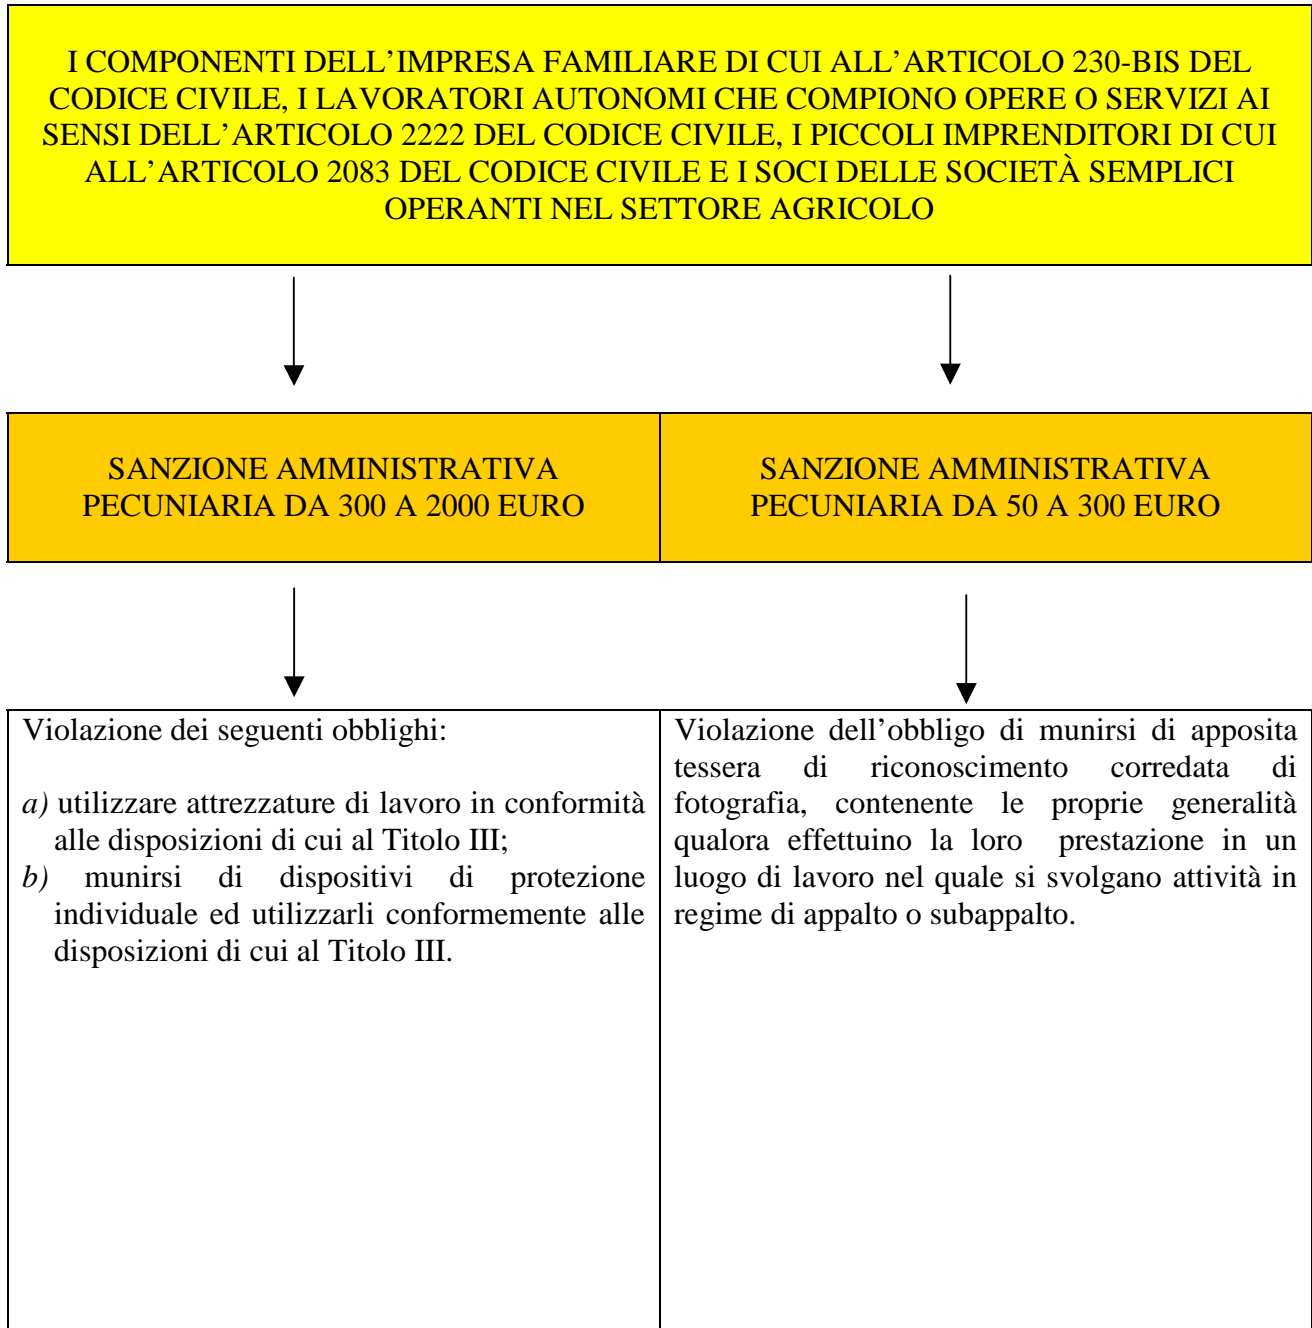 I COMPONENTI DELL’IMPRESA FAMILIARE DI CUI ALL’ARTICOLO 230-BIS DEL
CODICE CIVILE, I LAVORATORI AUTONOMI CHE COMPIONO OPERE O SERVIZI AI
SENSI DELL’ARTICOLO 2222 DEL CODICE CIVILE, I PICCOLI IMPRENDITORI DI CUI
ALL’ARTICOLO 2083 DEL CODICE CIVILE E I SOCI DELLE SOCIETÀ SEMPLICI
OPERANTI NEL SETTORE AGRICOLO
SANZIONE AMMINISTRATIVA
PECUNIARIA DA 300 A 2000 EURO
SANZIONE AMMINISTRATIVA
PECUNIARIA DA 50 A 300 EURO
Violazione dei seguenti obblighi:
a) utilizzare attrezzature di lavoro in conformità
alle disposizioni di cui al Titolo III;
b) munirsi di dispositivi di protezione
individuale ed utilizzarli conformemente alle
disposizioni di cui al Titolo III.
Violazione dell’obbligo di munirsi di apposita
tessera di riconoscimento corredata di
fotografia, contenente le proprie generalità
qualora effettuino la loro prestazione in un
luogo di lavoro nel quale si svolgano attività in
regime di appalto o subappalto.